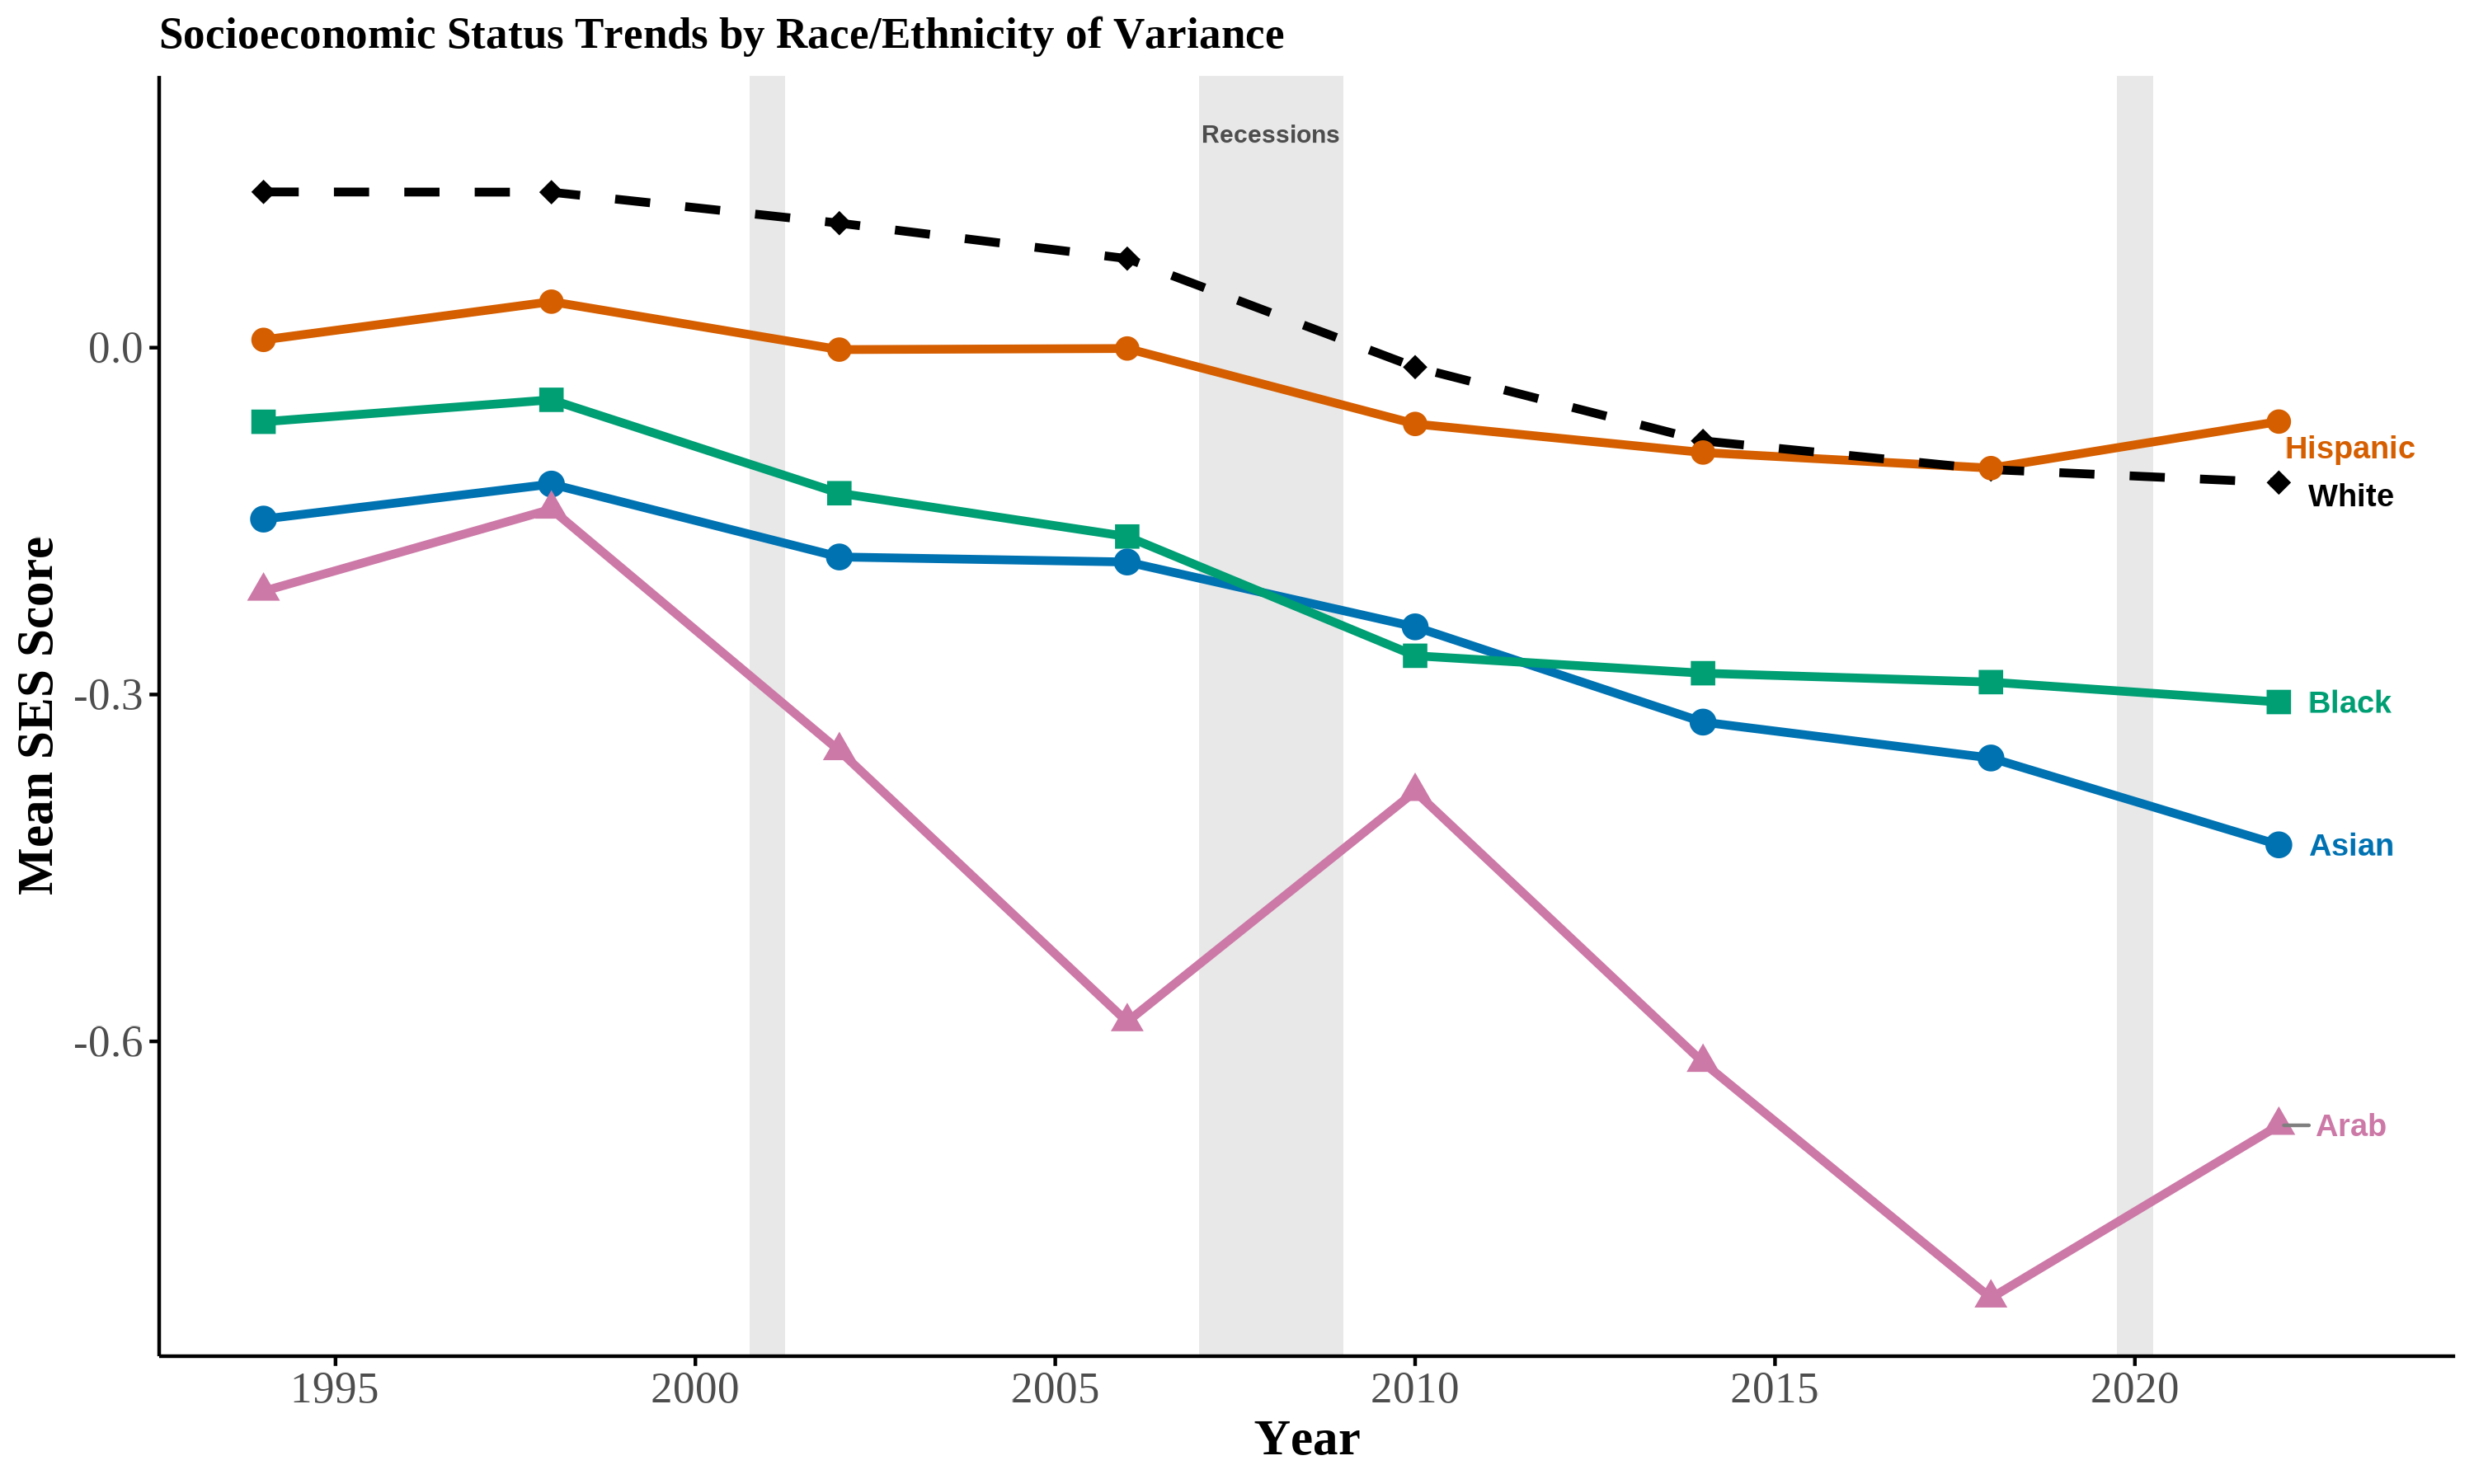 Socioeconomic Status Trends by Race/Ethnicity of Variance
Recessions
0.0
-0.3
-0.6
Mean SES Score
Hispanic
White
Black
Asian
Arab
1995 2000 2005 2010 2015 2020
Year